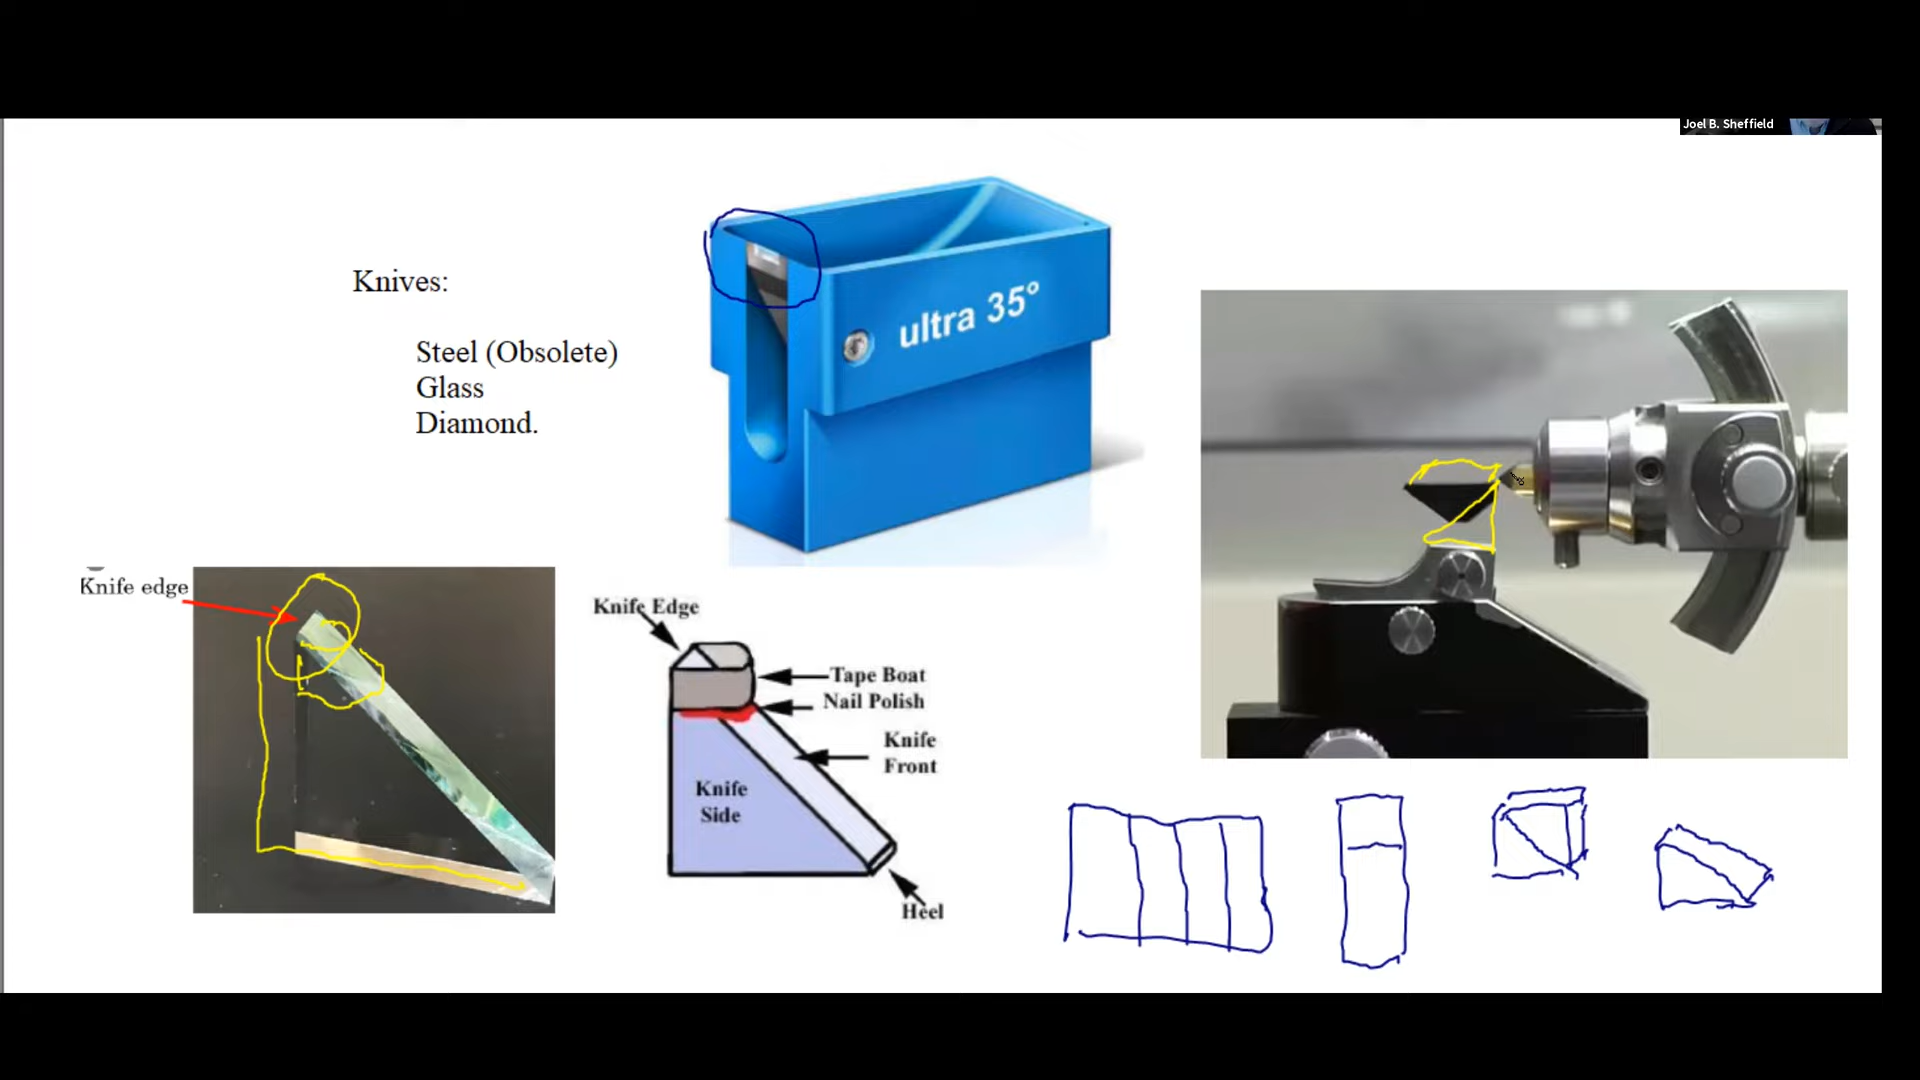 Joel B. Sheffield
Knives:
Steel (Obsolete)
Glass
Diamond.
ultra 35°
Knife edge
Knife Edge
Tape Boat
Nail Polish
Knife
Front
Knife
Side
Heel